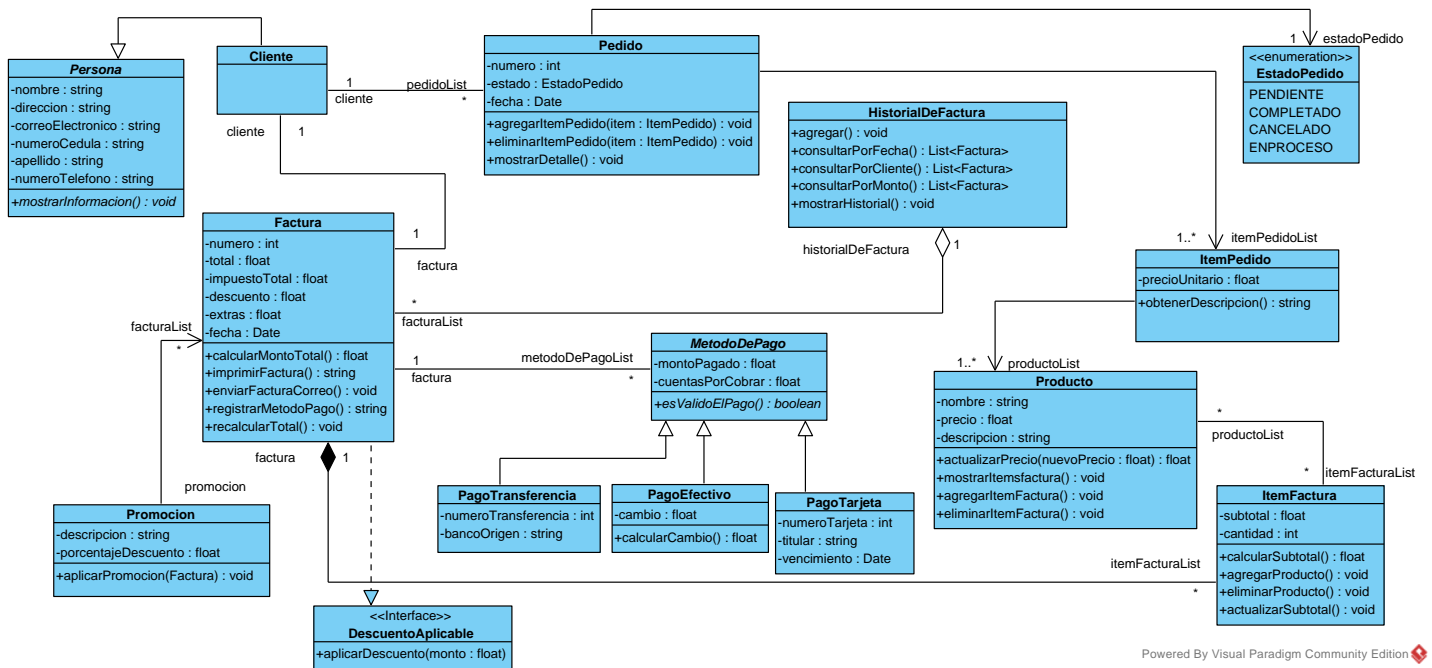 Persona
-nombre : string
-direccion : string
-correoElectronico : string
-numeroCedula : string
-apellido : string
-numeroTelefono : string
+mostrarInformacion() : void
Cliente
1
cliente
pedidoList
*
cliente
1
Pedido
-numero : int
-estado : EstadoPedido
-fecha : Date
+agregarItemPedido(item : ItemPedido) : void
+eliminarItemPedido(item : ItemPedido) : void
+mostrarDetalle() : void
1
estadoPedido
<<enumeration>>
EstadoPedido
PENDIENTE
COMPLETADO
CANCELADO
ENPROCESO
HistorialDeFactura
+agregar() : void
+consultarPorFecha() : List<Factura>
+consultarPorCliente() : List<Factura>
+consultarPorMonto() : List<Factura>
+mostrarHistorial() : void
historialDeFactura
1
1..*
itemPedidoList
ItemPedido
-precioUnitario : float
+obtenerDescripcion() : string
Factura
-numero : int
-total : float
-impuestoTotal : float
-descuento : float
-extras : float
-fecha : Date
+calcularMontoTotal() : float
+imprimirFactura() : string
+enviarFacturaCorreo() : void
+registrarMetodoPago() : string
+recalcularTotal() : void
1
factura
*
facturaList
facturaList
*
1
factura
metodoDePagoList
*
MetodoDePago
-montoPagado : float
-cuentasPorCobrar : float
+esValidoElPago() : boolean
1..*
productoList
Producto
-nombre : string
-precio : float
-descripcion : string
+actualizarPrecio(nuevoPrecio : float) : float
+mostrarItemsfactura() : void
+agregarItemFactura() : void
+eliminarItemFactura() : void
*
productoList
*
itemFacturaList
factura
1
promocion
Promocion
-descripcion : string
-porcentajeDescuento : float
+aplicarPromocion(Factura) : void
PagoTransferencia
-numeroTransferencia : int
-bancoOrigen : string
PagoEfectivo
-cambio : float
+calcularCambio() : float
PagoTarjeta
-numeroTarjeta : int
-titular : string
-vencimiento : Date
ItemFactura
-subtotal : float
-cantidad : int
+calcularSubtotal() : float
+agregarProducto() : void
+eliminarProducto() : void
+actualizarSubtotal() : void
itemFacturaList
*
<<Interface>>
DescuentoAplicable
+aplicarDescuento(monto : float)
Powered By Visual Paradigm Community Edition